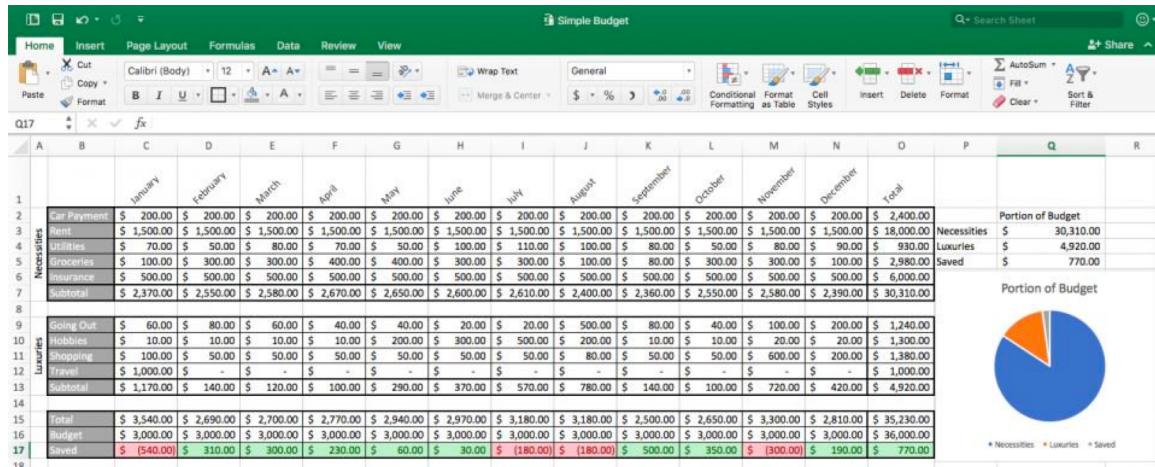 Simple Budget
Search Sheet
Home Insert Page Layout Formulas Data Review View
Share
Cut
Copy
Format
Paste
Calibri (Body) 12 A A
B I U A
Wrap Text
Merge & Center
General
$ % )
Conditional Formatting
Format as Table
Cell Styles
Insert
Delete
Format
AutoSum
Fill
Clear
Sort & Filter
Q17 fx
A B C D E F G H I J K L M N O P Q R
1 January February March April May June July August September October November December Total
2 Car Payment $ 200.00 $ 200.00 $ 200.00 $ 200.00 $ 200.00 $ 200.00 $ 200.00 $ 200.00 $ 200.00 $ 200.00 $ 200.00 $ 200.00 $ 2,400.00 Portion of Budget
Necessities
3 Rent $ 1,500.00 $ 1,500.00 $ 1,500.00 $ 1,500.00 $ 1,500.00 $ 1,500.00 $ 1,500.00 $ 1,500.00 $ 1,500.00 $ 1,500.00 $ 1,500.00 $ 1,500.00 $ 18,000.00 Necessities $ 30,310.00
4 Utilities $ 70.00 $ 50.00 $ 80.00 $ 70.00 $ 50.00 $ 100.00 $ 110.00 $ 100.00 $ 80.00 $ 50.00 $ 80.00 $ 90.00 $ 930.00 Luxuries $ 4,920.00
5 Groceries $ 100.00 $ 300.00 $ 300.00 $ 400.00 $ 400.00 $ 300.00 $ 300.00 $ 100.00 $ 80.00 $ 300.00 $ 300.00 $ 100.00 $ 2,980.00 Saved $ 770.00
6 Insurance $ 500.00 $ 500.00 $ 500.00 $ 500.00 $ 500.00 $ 500.00 $ 500.00 $ 500.00 $ 500.00 $ 500.00 $ 500.00 $ 500.00 $ 6,000.00
7 Subtotal $ 2,370.00 $ 2,550.00 $ 2,580.00 $ 2,670.00 $ 2,650.00 $ 2,600.00 $ 2,610.00 $ 2,400.00 $ 2,360.00 $ 2,550.00 $ 2,580.00 $ 2,390.00 $ 30,310.00
Portion of Budget
8
Luxuries
9 Going Out $ 60.00 $ 80.00 $ 60.00 $ 40.00 $ 40.00 $ 20.00 $ 20.00 $ 500.00 $ 80.00 $ 40.00 $ 100.00 $ 200.00 $ 1,240.00
10 Hobbies $ 10.00 $ 10.00 $ 10.00 $ 10.00 $ 200.00 $ 300.00 $ 500.00 $ 200.00 $ 10.00 $ 10.00 $ 20.00 $ 20.00 $ 1,300.00
11 Shopping $ 100.00 $ 50.00 $ 50.00 $ 50.00 $ 50.00 $ 50.00 $ 50.00 $ 80.00 $ 50.00 $ 50.00 $ 600.00 $ 200.00 $ 1,380.00
12 Travel $ 1,000.00 $ - $ - $ - $ - $ - $ - $ - $ - $ - $ - $ - $ 1,000.00
13 Subtotal $ 1,170.00 $ 140.00 $ 120.00 $ 100.00 $ 290.00 $ 370.00 $ 570.00 $ 780.00 $ 140.00 $ 100.00 $ 720.00 $ 420.00 $ 4,920.00
14
15 Total $ 3,540.00 $ 2,690.00 $ 2,700.00 $ 2,770.00 $ 2,940.00 $ 2,970.00 $ 3,180.00 $ 3,180.00 $ 2,500.00 $ 2,650.00 $ 3,300.00 $ 2,810.00 $ 35,230.00
16 Budget $ 3,000.00 $ 3,000.00 $ 3,000.00 $ 3,000.00 $ 3,000.00 $ 3,000.00 $ 3,000.00 $ 3,000.00 $ 3,000.00 $ 3,000.00 $ 3,000.00 $ 3,000.00 $ 36,000.00
17 Saved $ (540.00) $ 310.00 $ 300.00 $ 230.00 $ 60.00 $ 30.00 $ (180.00) $ (180.00) $ 500.00 $ 350.00 $ (300.00) $ 190.00 $ 770.00
Necessities Luxuries Saved
18